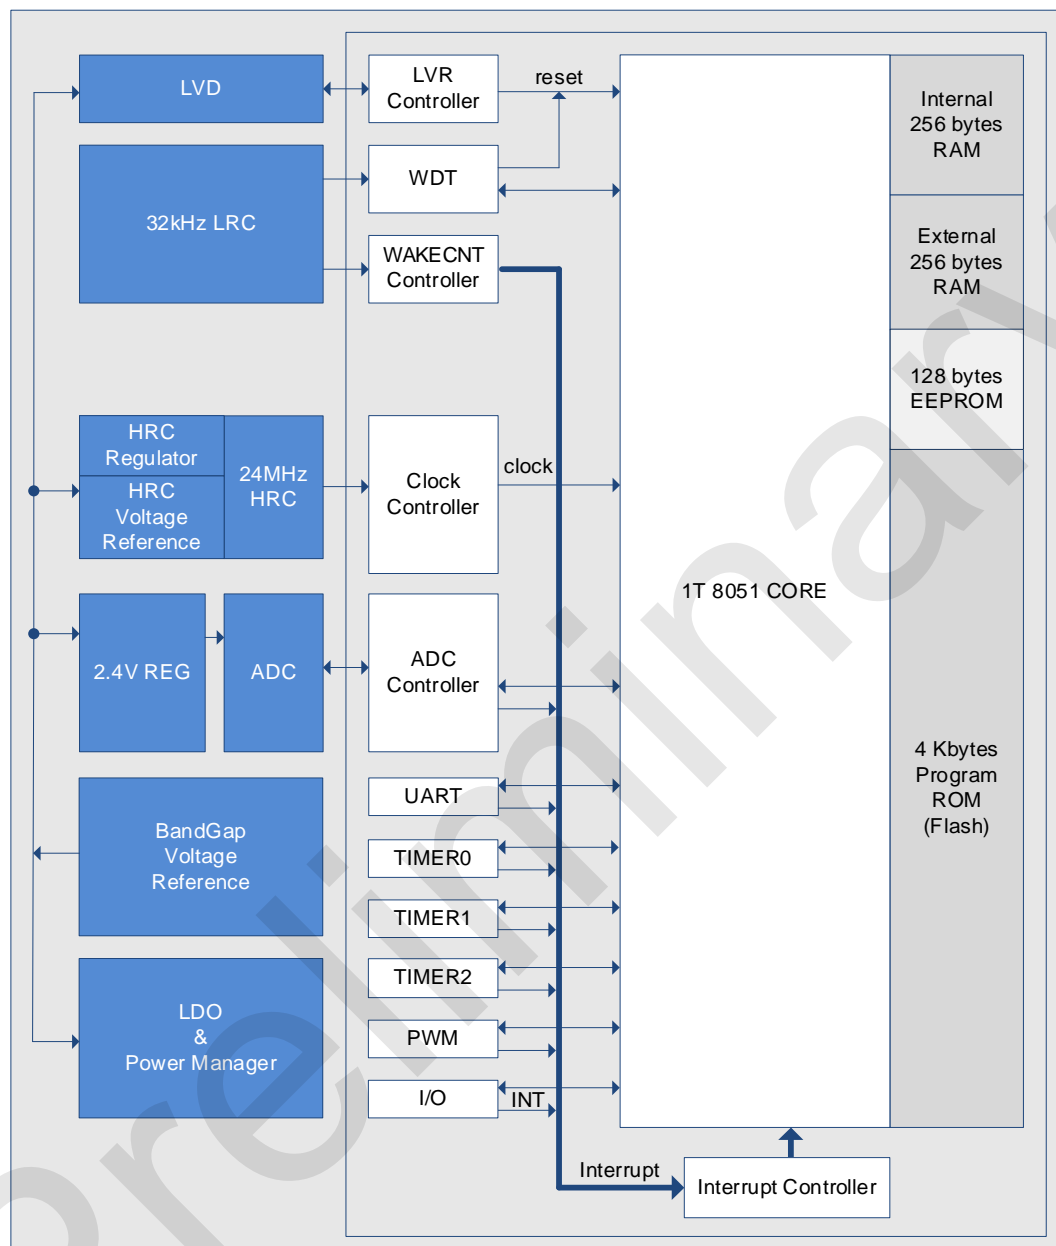 LVD
LVR
Controller
reset
Internal
256 bytes
RAM
32kHz LRC
WDT
WAKECNT
Controller
External
256 bytes
RAM
128 bytes
EEPROM
HRC
Regulator
HRC
Voltage
Reference
24MHz
HRC
Clock
Controller
clock
1T 8051 CORE
2.4V REG
ADC
ADC
Controller
4 Kbytes
Program
ROM
(Flash)
UART
BandGap
Voltage
Reference
TIMER0
TIMER1
TIMER2
LDO
&
Power Manager
PWM
I/O
INT
Interrupt
Interrupt Controller
Preliminary